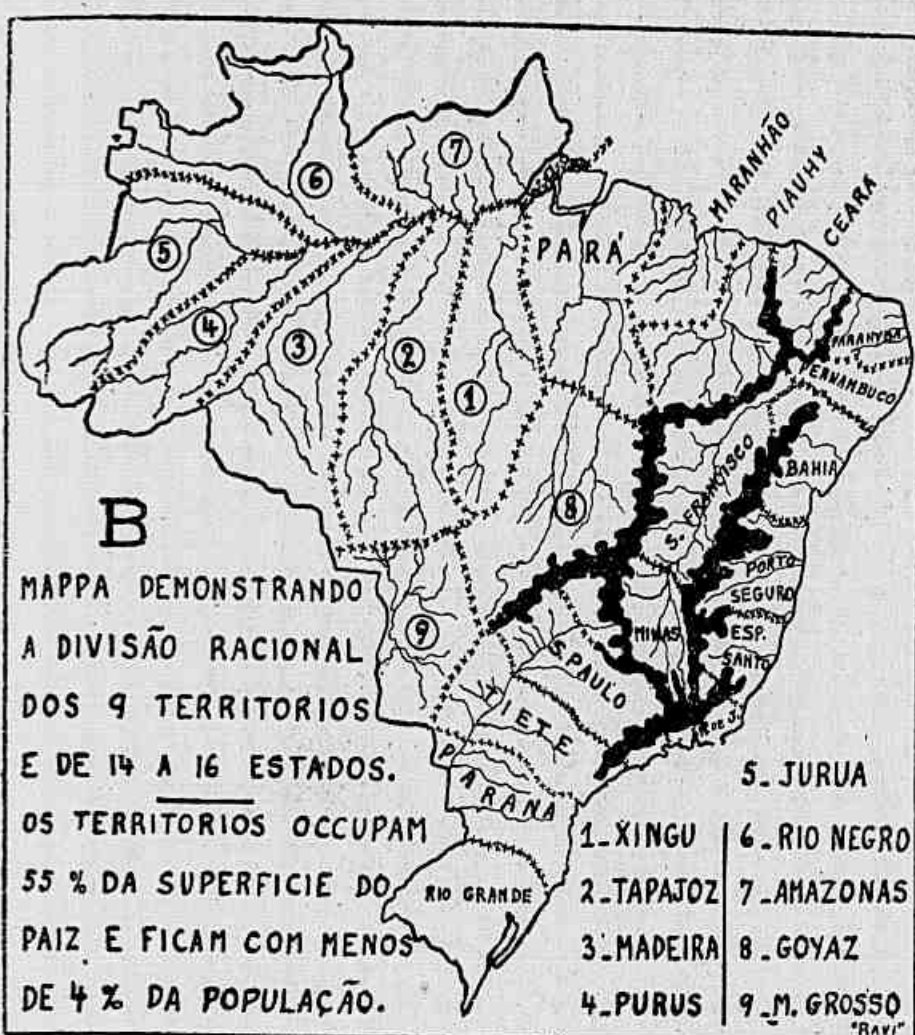 MARANHÃO
PIAUHY
CEARÁ
7
6
5
PARÁ
PARAHYBA
4
3
2
1
PERNAMBUCO
S. FRANCISCO
BAHIA
8
PORTO
SEGURO
MINAS
ESP.
SANTO
9
S PAULO
R DE J.
TIETE
PARANÁ
RIO GRANDE
B
MAPPA DEMONSTRANDO
A DIVISÃO RACIONAL
DOS 9 TERRITORIOS
E DE 14 A 16 ESTADOS.
OS TERRITORIOS OCCUPAM
55 % DA SUPERFICIE DO
PAIZ E FICAM COM MENOS
DE 4 % DA POPULAÇÃO.
1_XINGU
2_TAPAJOZ
3_MADEIRA
4_PURUS
5_JURUA
6_RIO NEGRO
7_AMAZONAS
8_GOYAZ
9_M. GROSSO